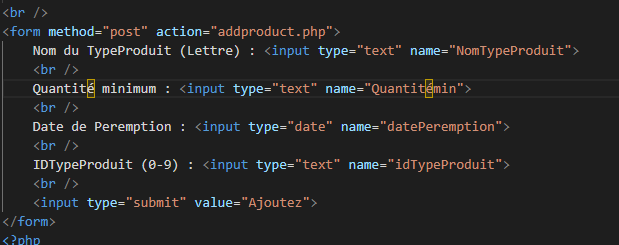 <br />
<form method="post" action="addproduct.php">
Nom du TypeProduit (Lettre) : <input type="text" name="NomTypeProduit">
<br />
Quantité minimum : <input type="text" name="Quantitémin">
<br />
Date de Peremption : <input type="date" name="datePeremption">
<br />
IDTypeProduit (0-9) : <input type="text" name="idTypeProduit">
<br />
<input type="submit" value="Ajoutez">
</form>
<?php